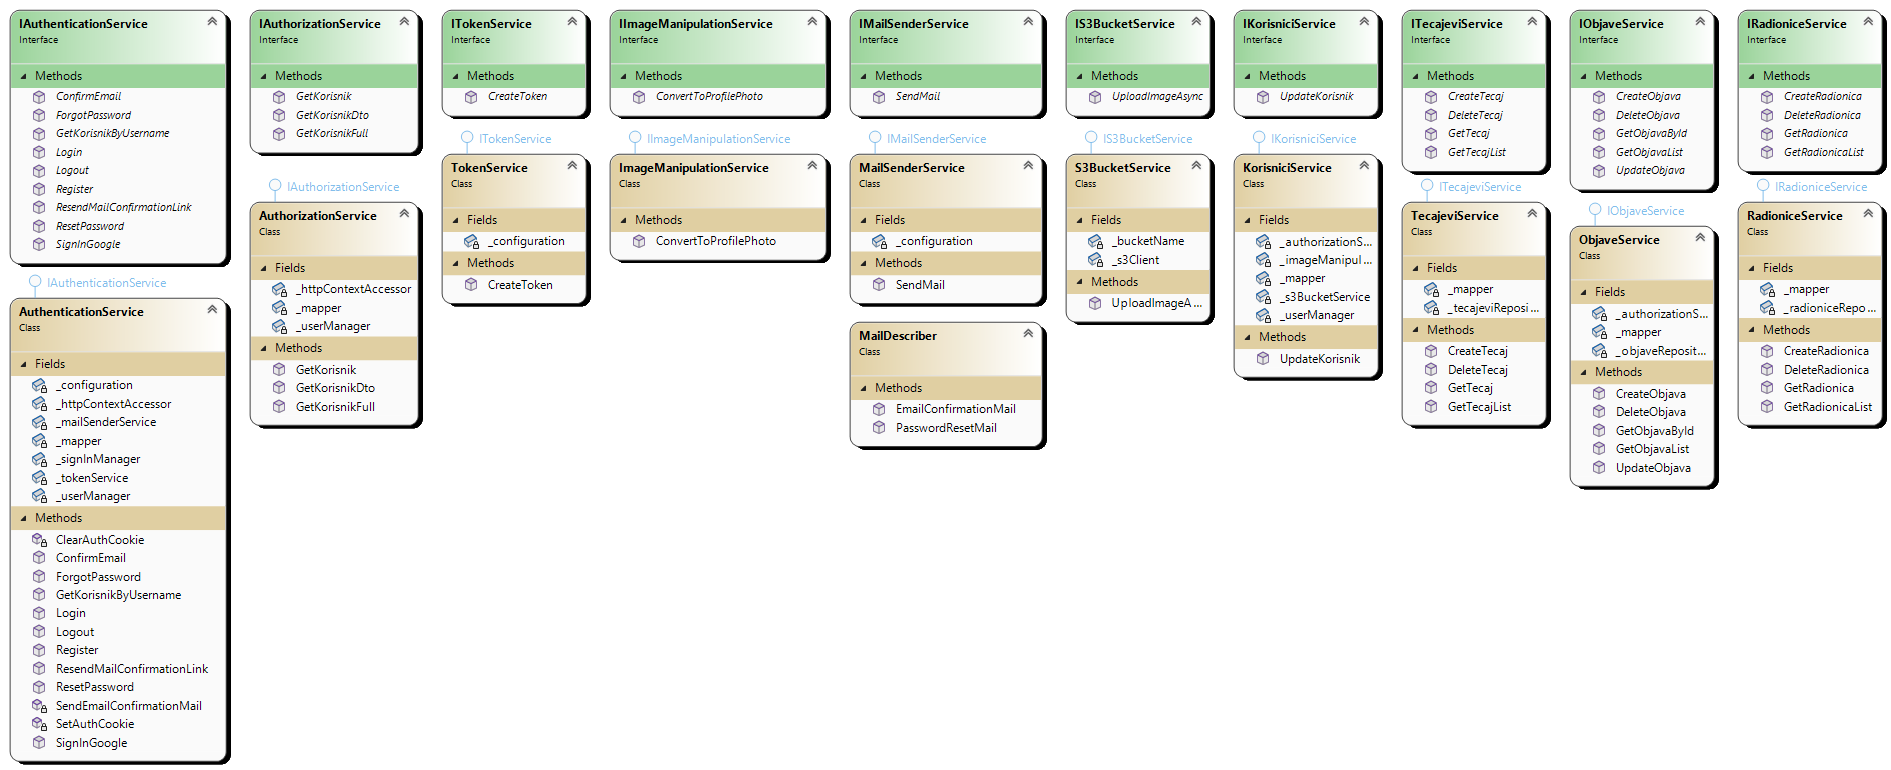 IAuthenticationService
Interface
Methods
ConfirmEmail
ForgotPassword
GetKorisnikByUsername
Login
Logout
Register
ResendMailConfirmationLink
ResetPassword
SignInGoogle
IAuthenticationService
AuthenticationService
Class
Fields
_configuration
_httpContextAccessor
_mailSenderService
_mapper
_signInManager
_tokenService
_userManager
Methods
ClearAuthCookie
ConfirmEmail
ForgotPassword
GetKorisnikByUsername
Login
Logout
Register
ResendMailConfirmationLink
ResetPassword
SendEmailConfirmationMail
SetAuthCookie
SignInGoogle
IAuthorizationService
Interface
Methods
GetKorisnik
GetKorisnikDto
GetKorisnikFull
IAuthorizationService
AuthorizationService
Class
Fields
_httpContextAccessor
_mapper
_userManager
Methods
GetKorisnik
GetKorisnikDto
GetKorisnikFull
ITokenService
Interface
Methods
CreateToken
ITokenService
TokenService
Class
Fields
_configuration
Methods
CreateToken
IImageManipulationService
Interface
Methods
ConvertToProfilePhoto
IImageManipulationService
ImageManipulationService
Class
Methods
ConvertToProfilePhoto
IMailSenderService
Interface
Methods
SendMail
IMailSenderService
MailSenderService
Class
Fields
_configuration
Methods
SendMail
MailDescriber
Class
Methods
EmailConfirmationMail
PasswordResetMail
IS3BucketService
Interface
Methods
UploadImageAsync
IS3BucketService
S3BucketService
Class
Fields
_bucketName
_s3Client
Methods
UploadImageA...
IKorisniciService
Interface
Methods
UpdateKorisnik
IKorisniciService
KorisniciService
Class
Fields
_authorizationS...
_imageManipul...
_mapper
_s3BucketService
_userManager
Methods
UpdateKorisnik
ITecajeviService
Interface
Methods
CreateTecaj
DeleteTecaj
GetTecaj
GetTecajList
ITecajeviService
TecajeviService
Class
Fields
_mapper
_tecajeviReposi...
Methods
CreateTecaj
DeleteTecaj
GetTecaj
GetTecajList
IObjaveService
Interface
Methods
CreateObjava
DeleteObjava
GetObjavaById
GetObjavaList
UpdateObjava
IObjaveService
ObjaveService
Class
Fields
_authorizationS...
_mapper
_objaveReposit...
Methods
CreateObjava
DeleteObjava
GetObjavaById
GetObjavaList
UpdateObjava
IRadioniceService
Interface
Methods
CreateRadionica
DeleteRadionica
GetRadionica
GetRadionicaList
IRadioniceService
RadioniceService
Class
Fields
_mapper
_radioniceRepo...
Methods
CreateRadionica
DeleteRadionica
GetRadionica
GetRadionicaList